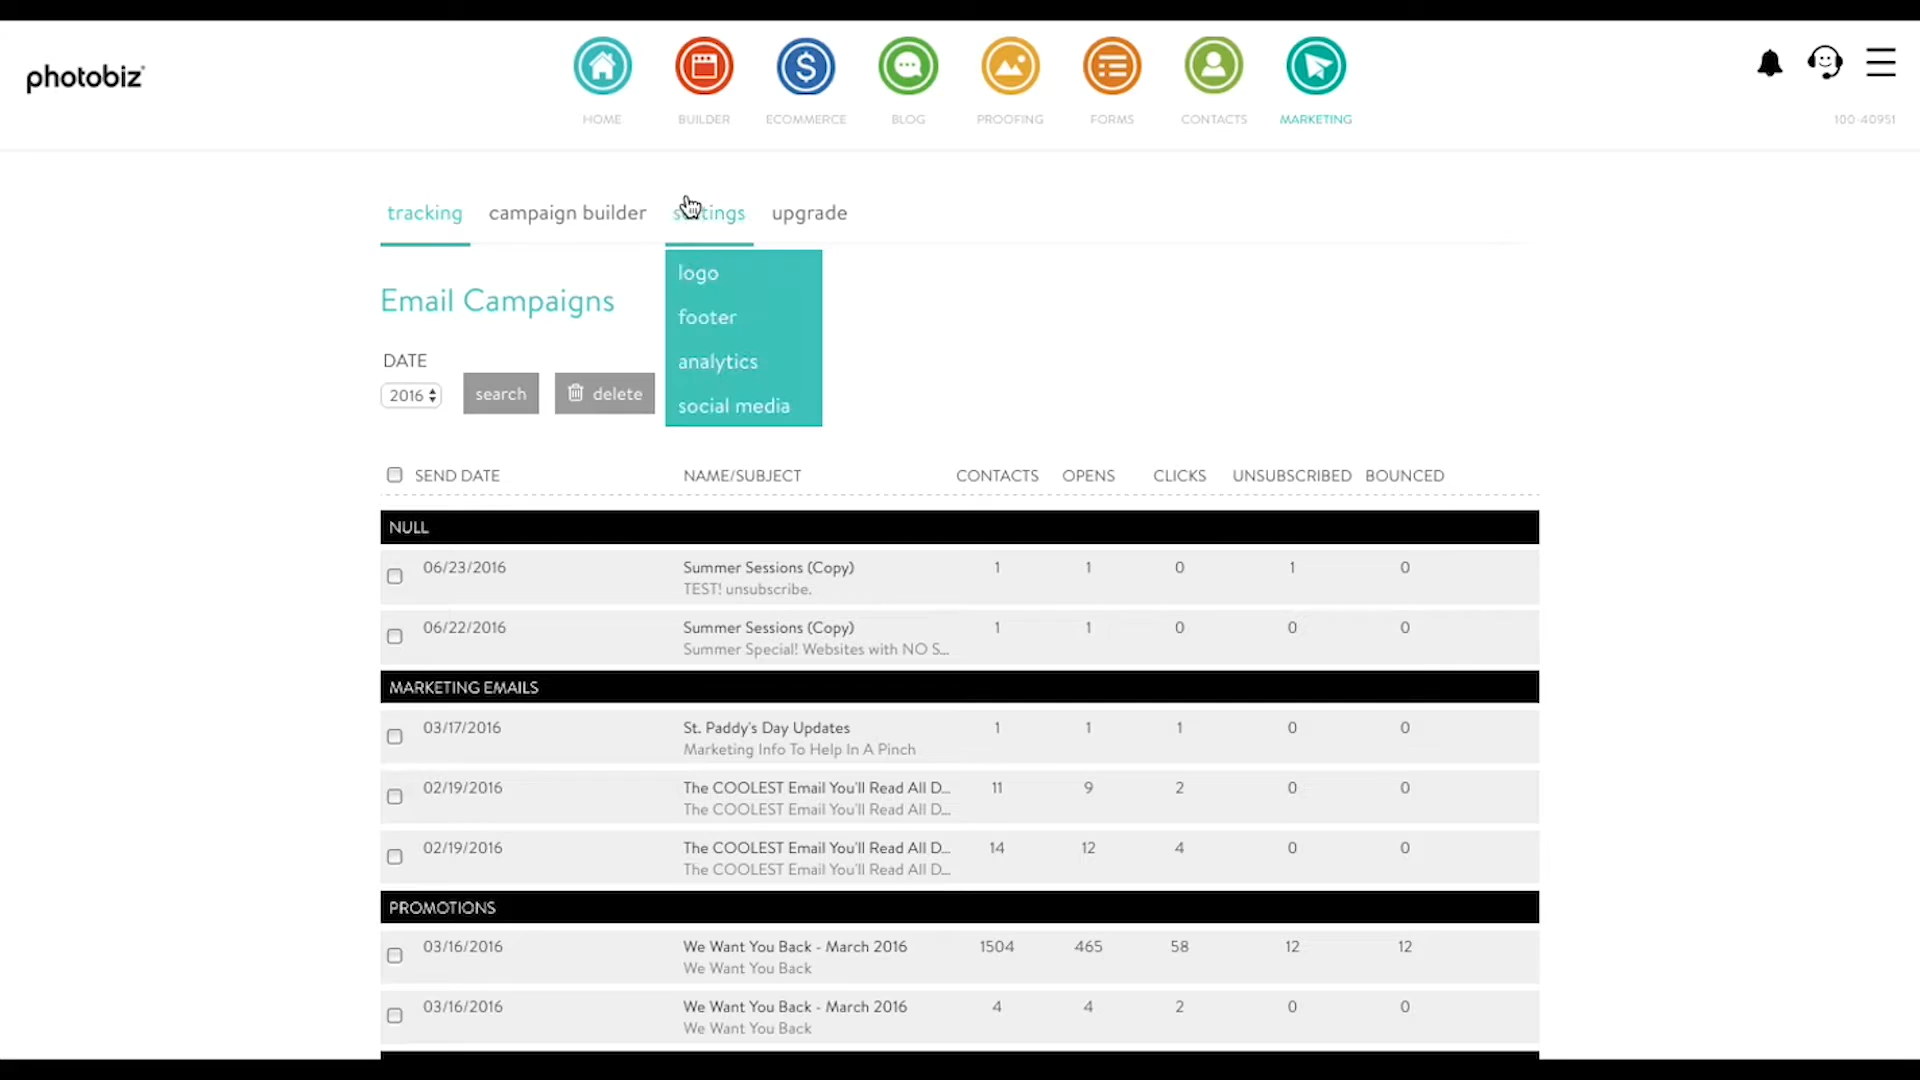 photobiz
HOME
BUILDER
ECOMMERCE
BLOG
PROOFING
FORMS
CONTACTS
MARKETING
100-40951
tracking
campaign builder
settings
upgrade
logo
footer
analytics
social media
Email Campaigns
DATE
2016
search
delete
SEND DATE NAME/SUBJECT CONTACTS OPENS CLICKS UNSUBSCRIBED BOUNCED
NULL
06/23/2016 Summer Sessions (Copy) 1 1 0 1 0
TEST! unsubscribe.
06/22/2016 Summer Sessions (Copy) 1 1 0 0 0
Summer Special! Websites with NO S...
MARKETING EMAILS
03/17/2016 St. Paddy's Day Updates 1 1 1 0 0
Marketing Info To Help In A Pinch
02/19/2016 The COOLEST Email You'll Read All D... 11 9 2 0 0
The COOLEST Email You'll Read All D...
02/19/2016 The COOLEST Email You'll Read All D... 14 12 4 0 0
The COOLEST Email You'll Read All D...
PROMOTIONS
03/16/2016 We Want You Back - March 2016 1504 465 58 12 12
We Want You Back
03/16/2016 We Want You Back - March 2016 4 4 2 0 0
We Want You Back